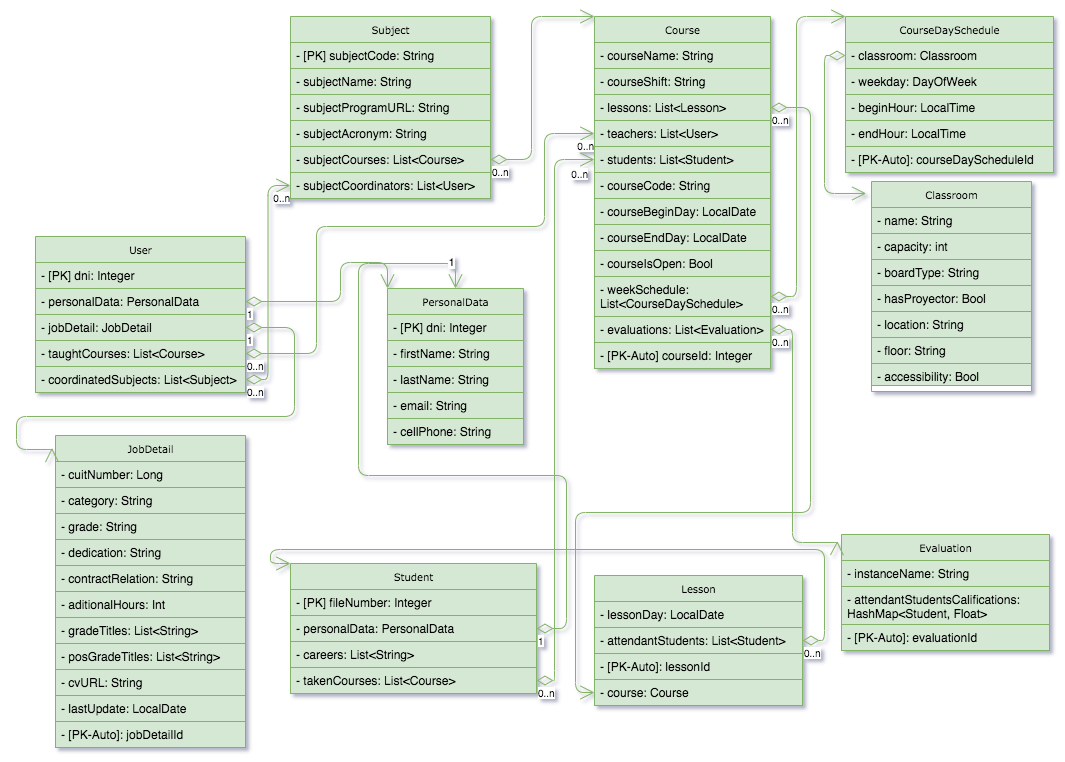 Subject
- [PK] subjectCode: String
- subjectName: String
- subjectProgramURL: String
- subjectAcronym: String
- subjectCourses: List<Course>
- subjectCoordinators: List<User>
0..n
0..n
Course
- courseName: String
- courseShift: String
- lessons: List<Lesson>
- teachers: List<User>
- students: List<Student>
- courseCode: String
- courseBeginDay: LocalDate
- courseEndDay: LocalDate
- courseIsOpen: Bool
- weekSchedule:
List<CourseDaySchedule>
- evaluations: List<Evaluation>
- [PK-Auto] courseId: Integer
0..n
0..n
0..n
0..n
0..n
CourseDaySchedule
- classroom: Classroom
- weekday: DayOfWeek
- beginHour: LocalTime
- endHour: LocalTime
- [PK-Auto]: courseDayScheduleId
Classroom
- name: String
- capacity: int
- boardType: String
- hasProyector: Bool
- location: String
- floor: String
- accessibility: Bool
User
- [PK] dni: Integer
- personalData: PersonalData
- jobDetail: JobDetail
- taughtCourses: List<Course>
- coordinatedSubjects: List<Subject>
1
1
0..n
0..n
1
PersonalData
- [PK] dni: Integer
- firstName: String
- lastName: String
- email: String
- cellPhone: String
JobDetail
- cuitNumber: Long
- category: String
- grade: String
- dedication: String
- contractRelation: String
- aditionalHours: Int
- gradeTitles: List<String>
- posGradeTitles: List<String>
- cvURL: String
- lastUpdate: LocalDate
- [PK-Auto]: jobDetailId
Student
- [PK] fileNumber: Integer
- personalData: PersonalData
- careers: List<String>
- takenCourses: List<Course>
1
0..n
Lesson
- lessonDay: LocalDate
- attendantStudents: List<Student>
- [PK-Auto]: lessonId
- course: Course
0..n
Evaluation
- instanceName: String
- attendantStudentsCalifications:
HashMap<Student, Float>
- [PK-Auto]: evaluationId